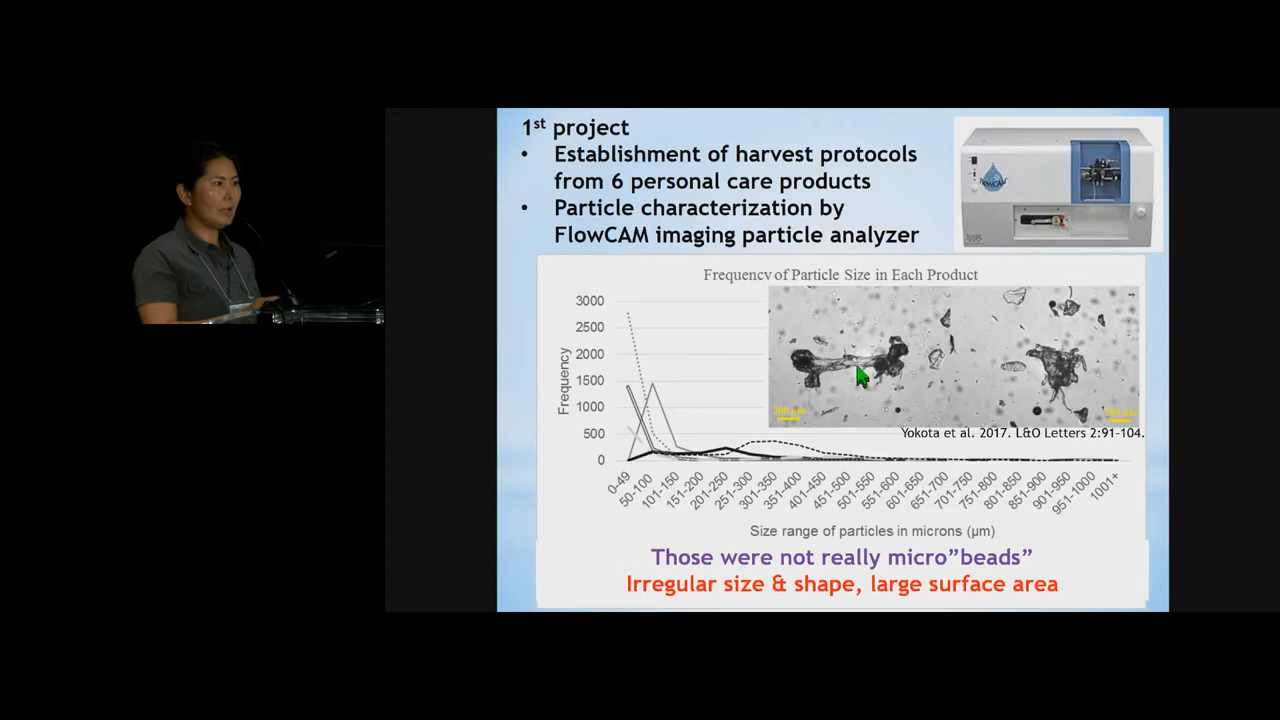 1st project
• Establishment of harvest protocols
from 6 personal care products
• Particle characterization by
FlowCAM imaging particle analyzer
FlowCAM
Frequency of Particle Size in Each Product
3000
2500
2000
1500
1000
500
0
Frequency
200 µm
200 µm
Yokota et al. 2017. L&O Letters 2:91-104.
0-49
50-100
101-150
151-200
201-250
251-300
301-350
351-400
401-450
451-500
501-550
551-600
601-650
651-700
701-750
751-800
801-850
851-900
901-950
951-1000
1001+
Size range of particles in microns (µm)
Those were not really micro”beads”
Irregular size & shape, large surface area